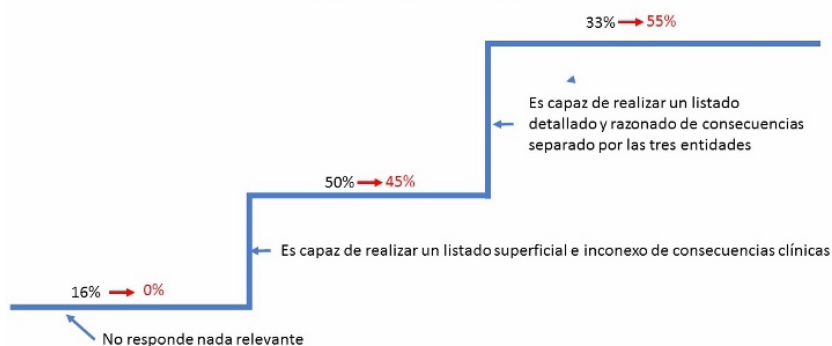 33% 55%
Es capaz de realizar un listado
detallado y razonado de consecuencias
separado por las tres entidades
50% 45%
Es capaz de realizar un listado superficial e inconexo de consecuencias clínicas
16% 0%
No responde nada relevante